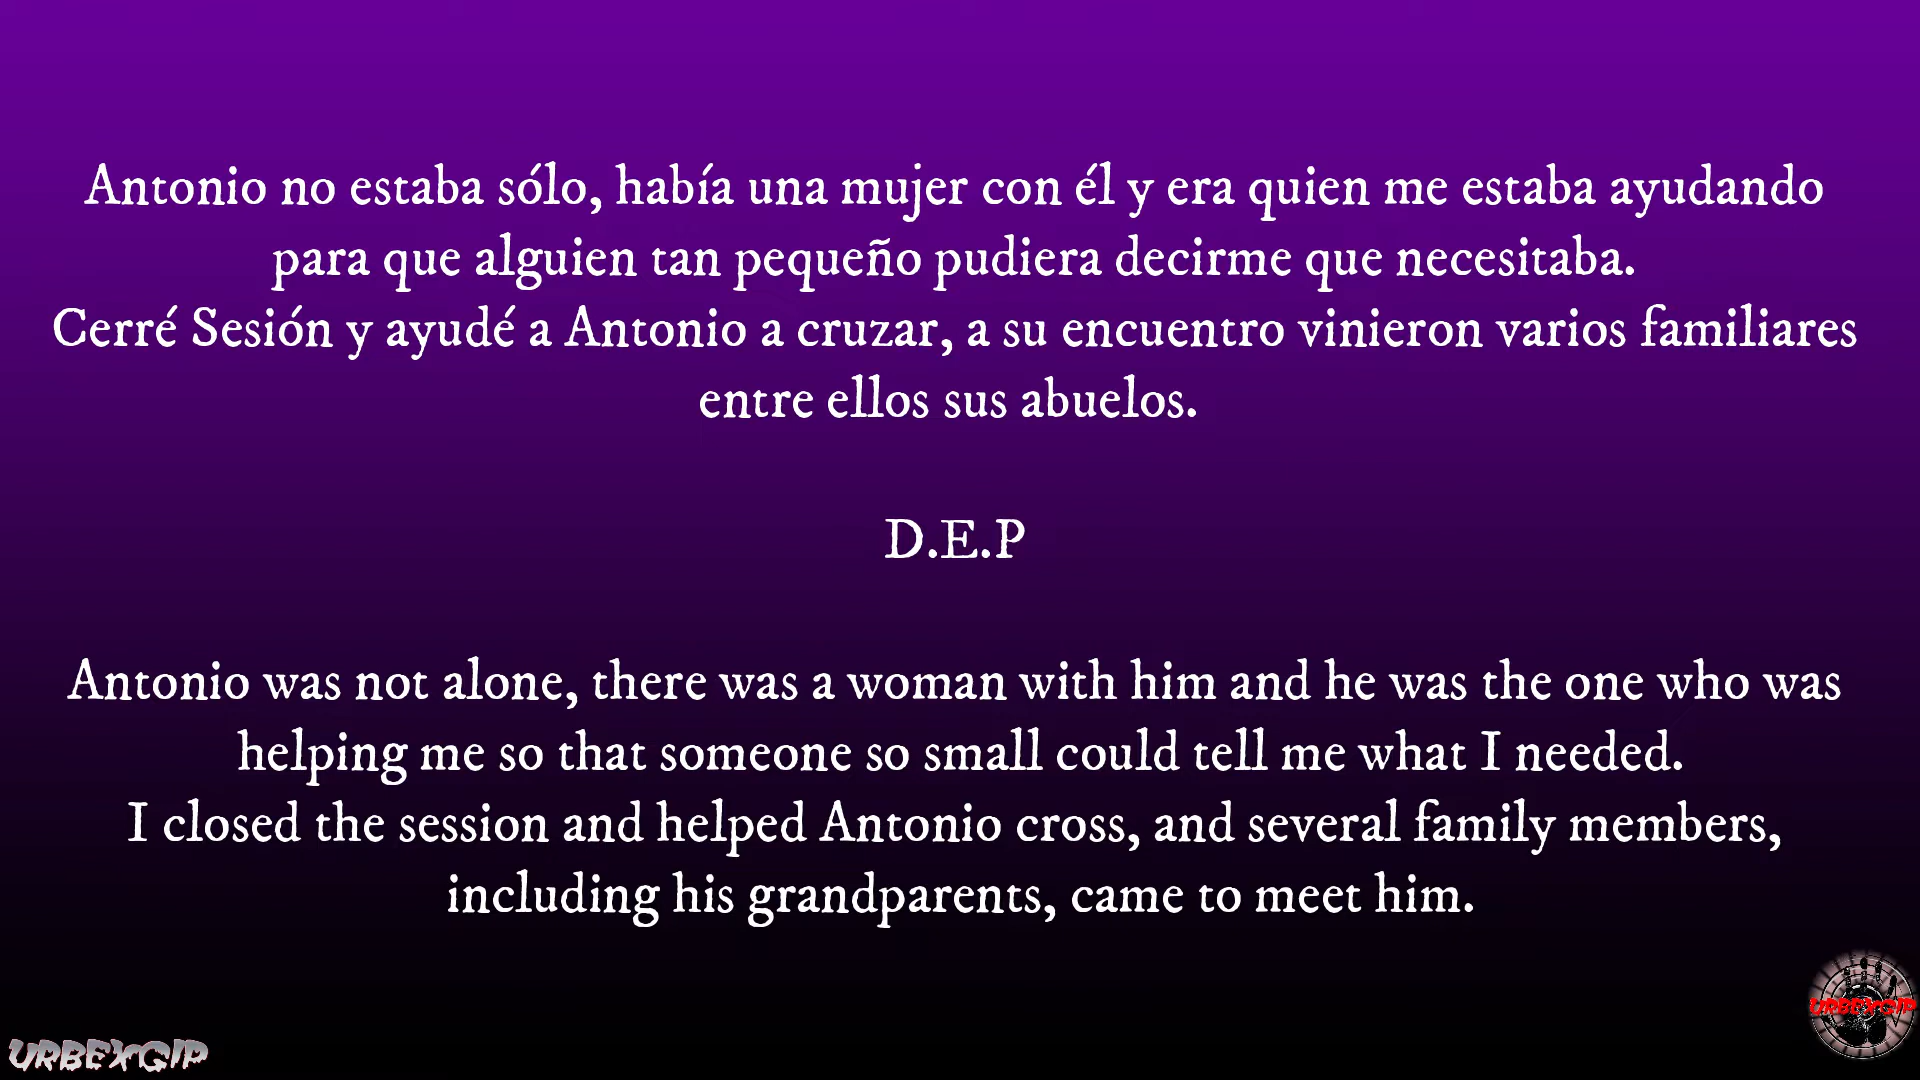 Antonio no estaba sólo, había una mujer con él y era quien me estaba ayudando
para que alguien tan pequeño pudiera decirme que necesitaba.
Cerré Sesión y ayudé a Antonio a cruzar, a su encuentro vinieron varios familiares
entre ellos sus abuelos.
D.E.P
Antonio was not alone, there was a woman with him and he was the one who was
helping me so that someone so small could tell me what I needed.
I closed the session and helped Antonio cross, and several family members,
including his grandparents, came to meet him.
URBEXGIP
URBEXGIP